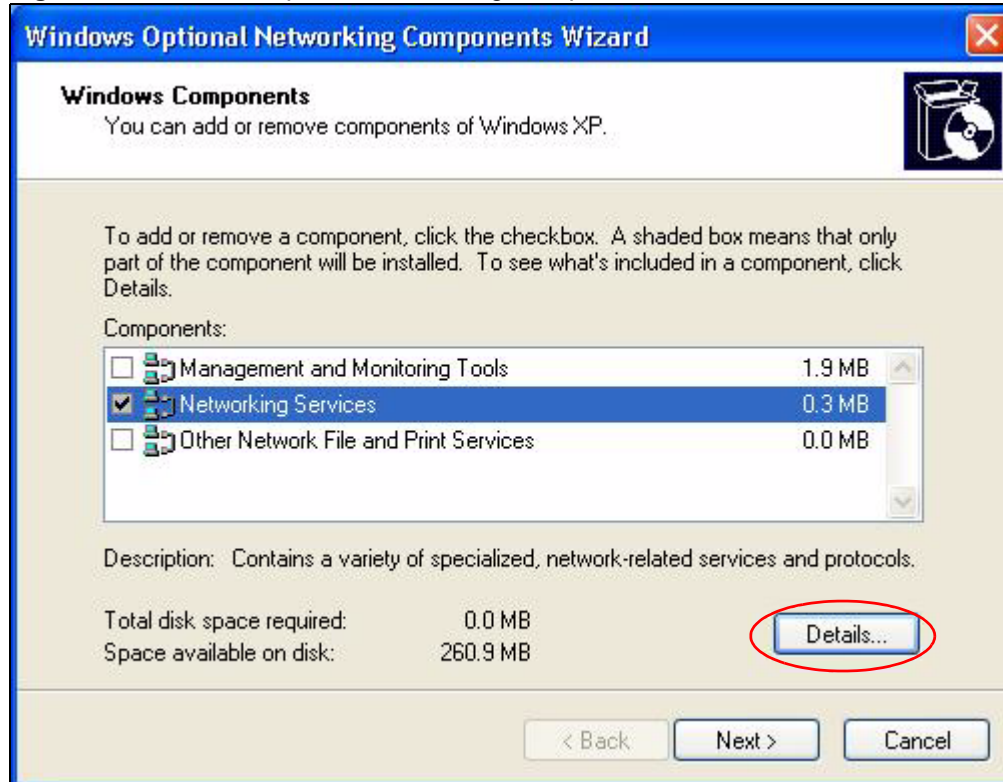 Windows Optional Networking Components Wizard
Windows Components
You can add or remove components of Windows XP.
To add or remove a component, click the checkbox. A shaded box means that only
part of the component will be installed. To see what's included in a component, click
Details.
Components:
Management and Monitoring Tools 1.9 MB
Networking Services 0.3 MB
Other Network File and Print Services 0.0 MB
Description: Contains a variety of specialized, network-related services and protocols.
Total disk space required: 0.0 MB
Space available on disk: 260.9 MB
Details...
< Back Next > Cancel